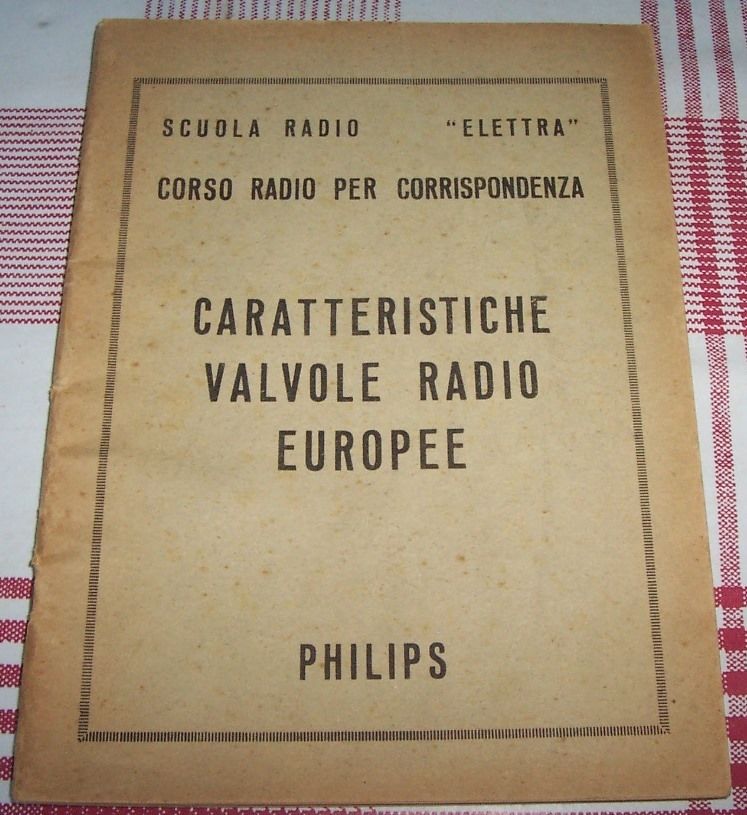 SCUOLA RADIO "ELETTRA"
CORSO RADIO PER CORRISPONDENZA
CARATTERISTICHE
VALVOLE RADIO
EUROPEE
PHILIPS